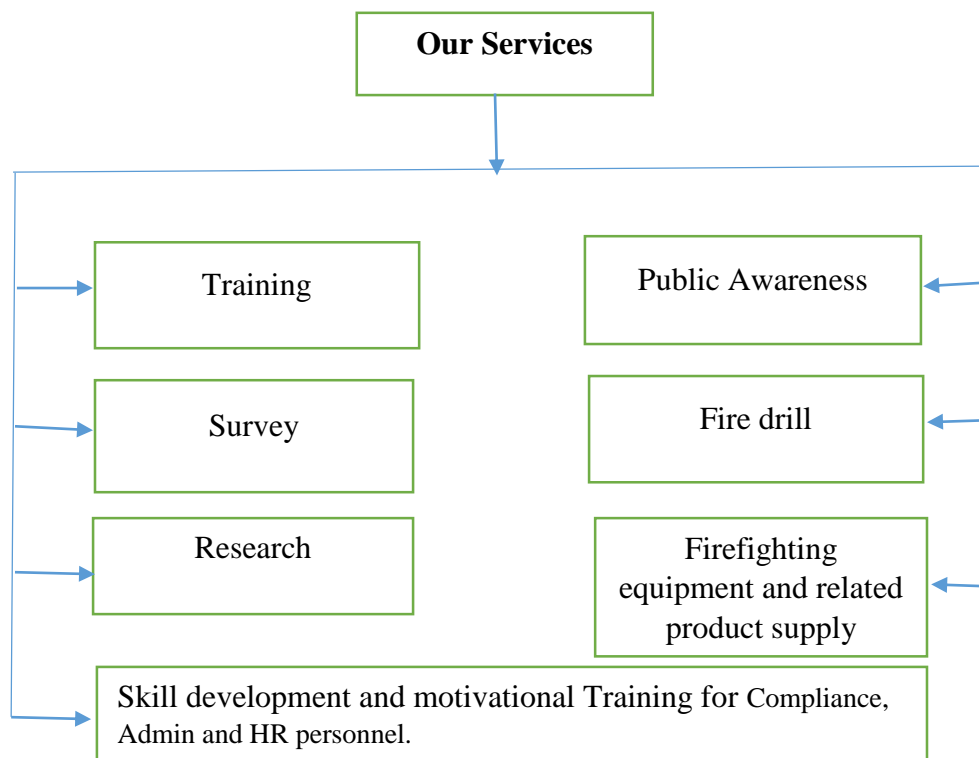 Our Services
Training
Public Awareness
Survey
Fire drill
Research
Firefighting
equipment and related
product supply
Skill development and motivational Training for Compliance,
Admin and HR personnel.